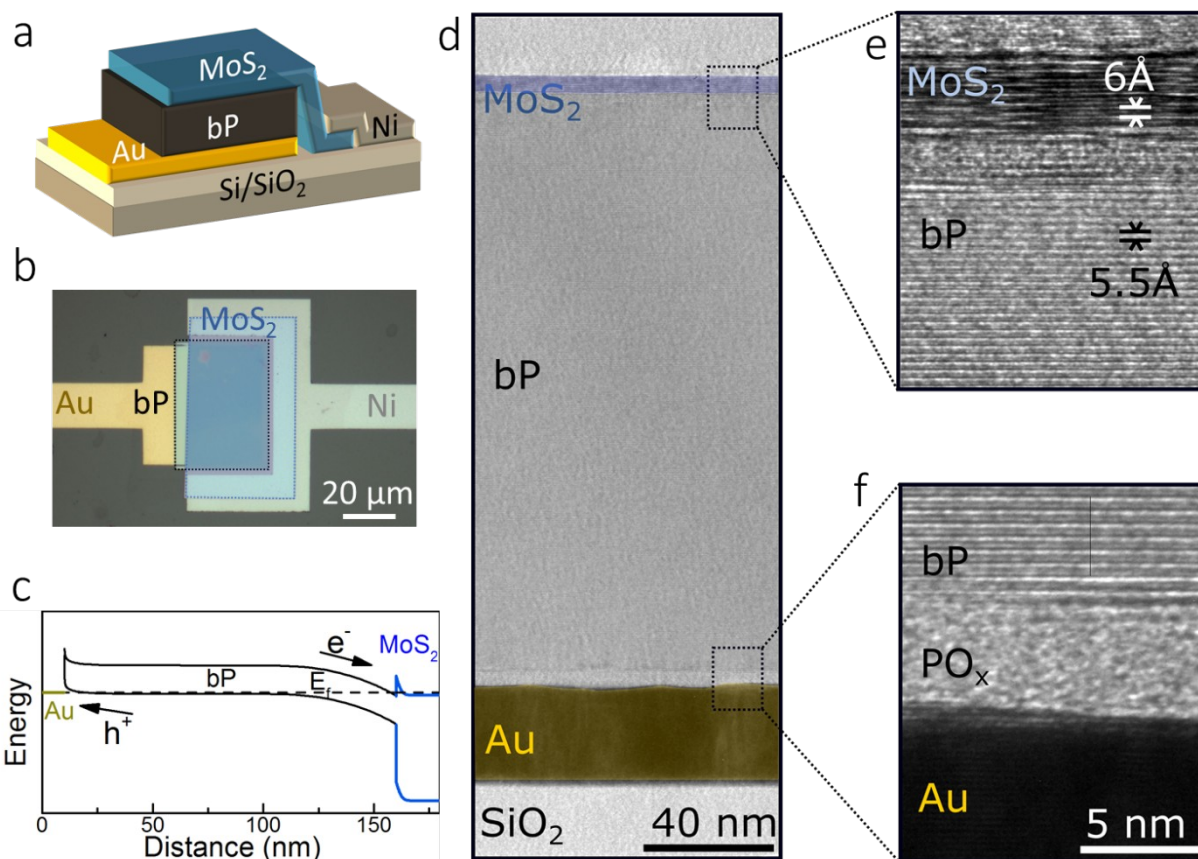 a
MoS₂
bP
Ni
Au
Si/SiO₂
b
MoS₂
Au
bP
Ni
20 µm
c
Energy
e⁻
MoS₂
bP
E_f
Au
h⁺
0 50 100 150
Distance (nm)
d
MoS₂
bP
Au
SiO₂
40 nm
e
MoS₂
6Å
bP
5.5Å
f
bP
POₓ
Au
5 nm